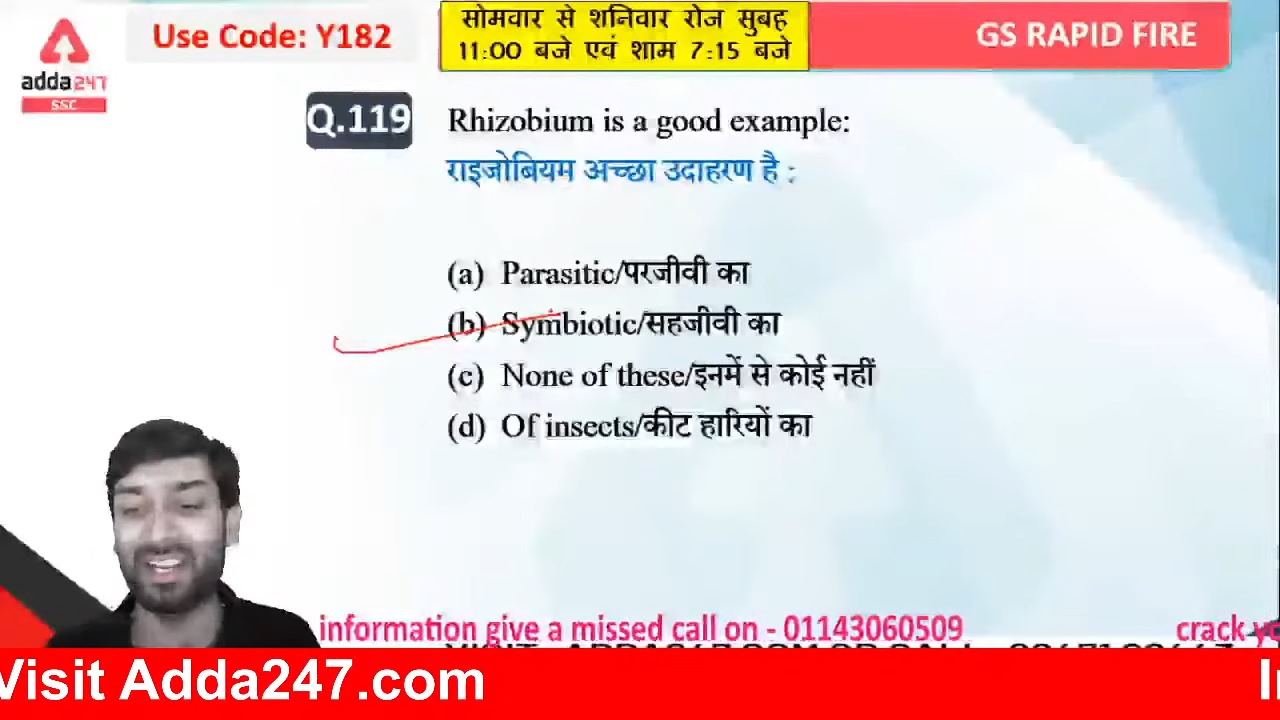 adda247
SSC
Use Code: Y182
सोमवार से शनिवार रोज सुबह
11:00 बजे एवं शाम 7:15 बजे
GS RAPID FIRE
Q.119 Rhizobium is a good example:
राइजोबियम अच्छा उदाहरण है :
(a) Parasitic/परजीवी का
(b) Symbiotic/सहजीवी का
(c) None of these/इनमें से कोई नहीं
(d) Of insects/कीट हारियों का
information give a missed call on - 01143060509 crack
Visit Adda247.com